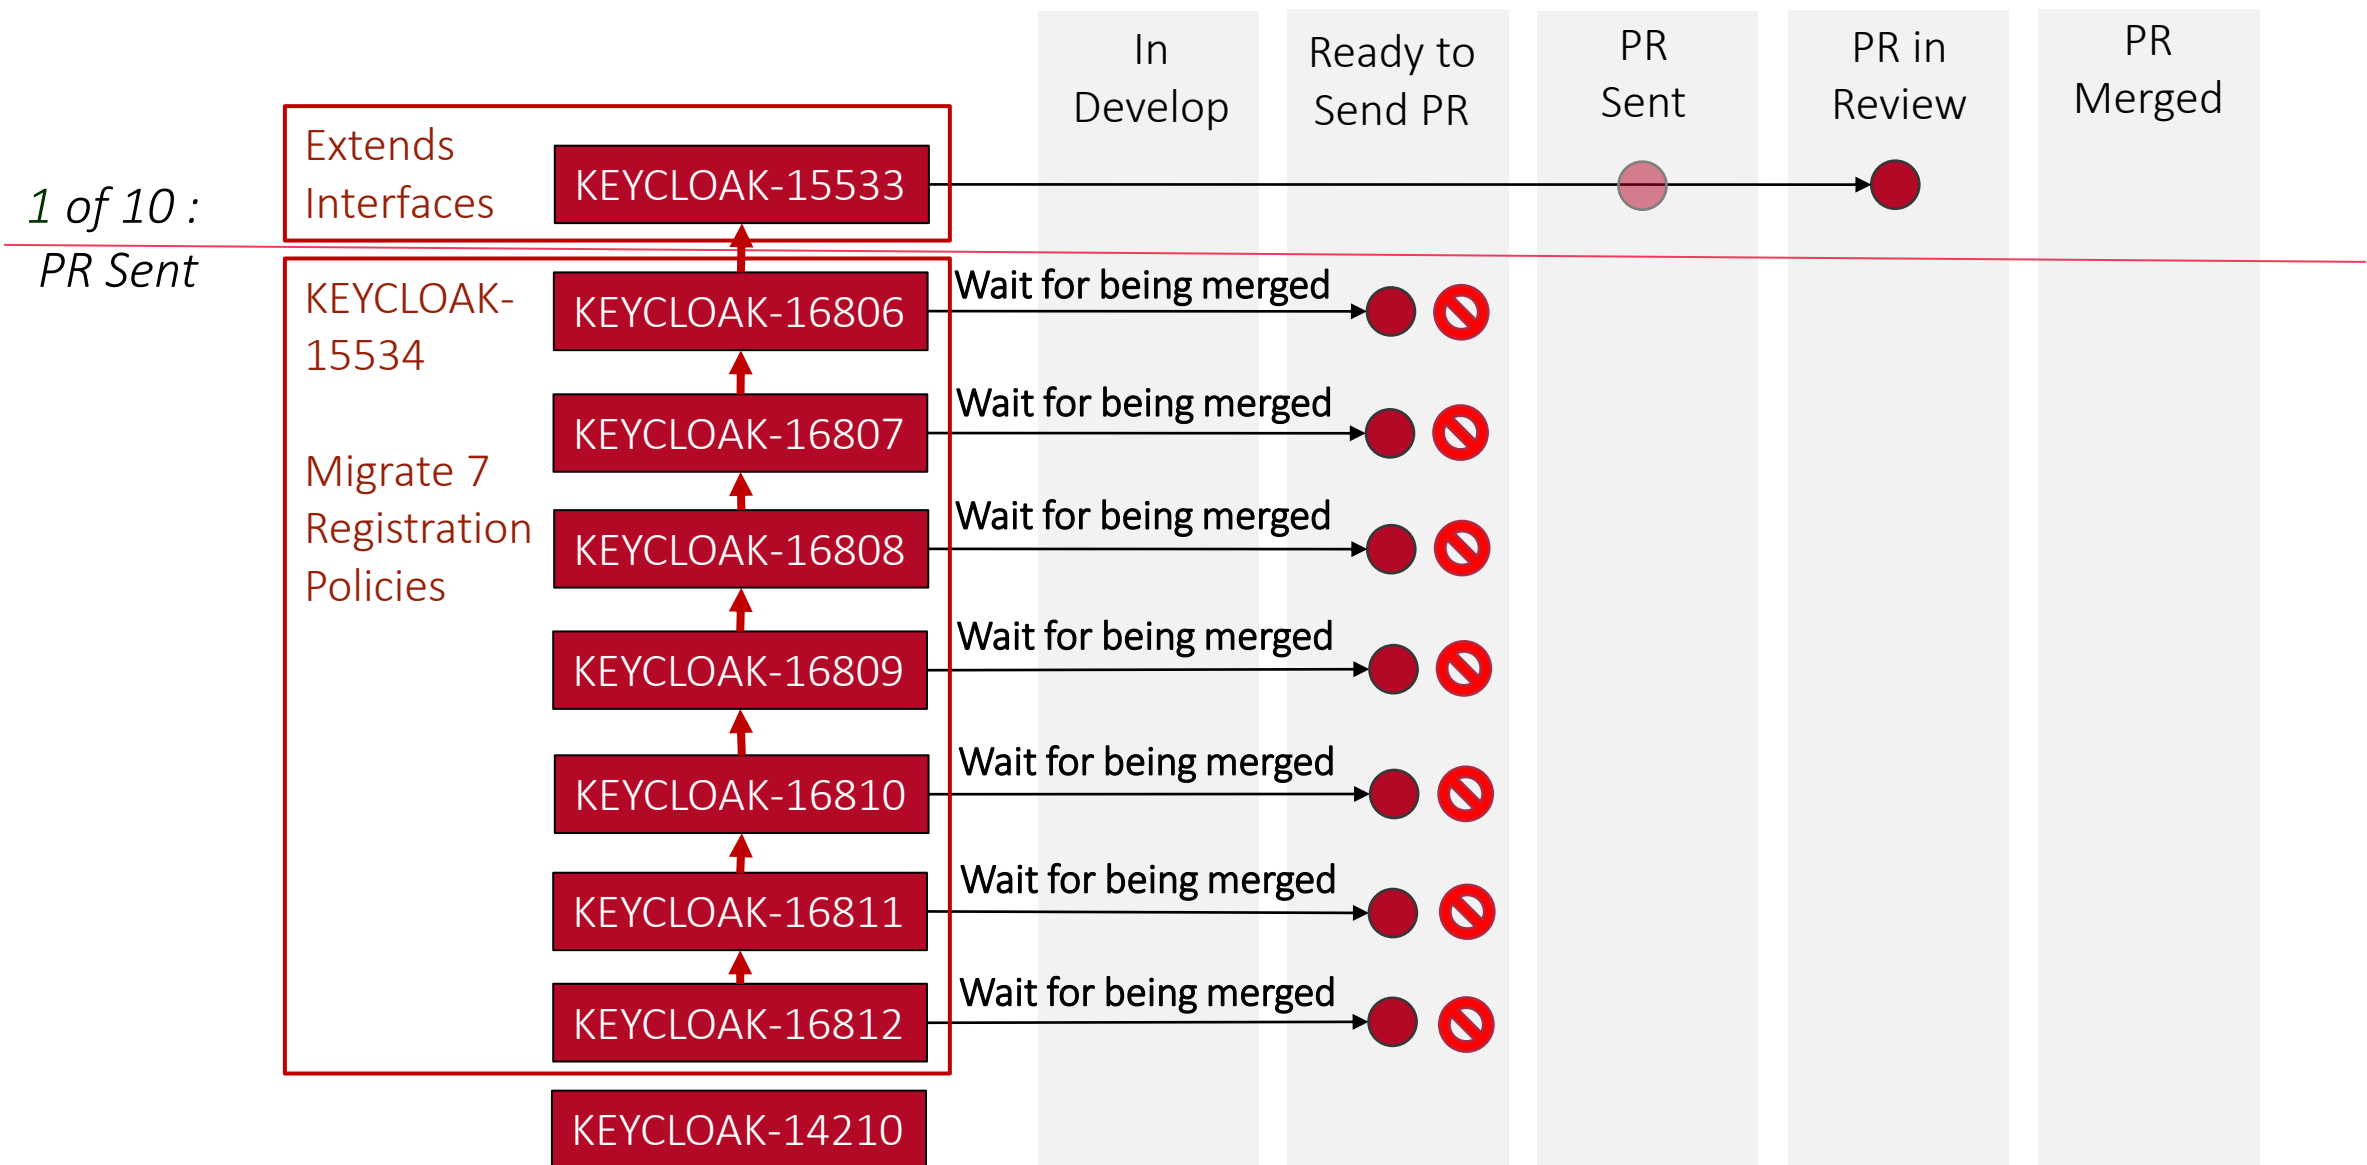 In
Develop
Ready to
Send PR
PR
Sent
PR in
Review
PR
Merged
1 of 10 :
PR Sent
Extends
Interfaces
KEYCLOAK-15533
KEYCLOAK-
15534
Migrate 7
Registration
Policies
KEYCLOAK-16806
Wait for being merged
KEYCLOAK-16807
Wait for being merged
KEYCLOAK-16808
Wait for being merged
KEYCLOAK-16809
Wait for being merged
KEYCLOAK-16810
Wait for being merged
KEYCLOAK-16811
Wait for being merged
KEYCLOAK-16812
Wait for being merged
KEYCLOAK-14210